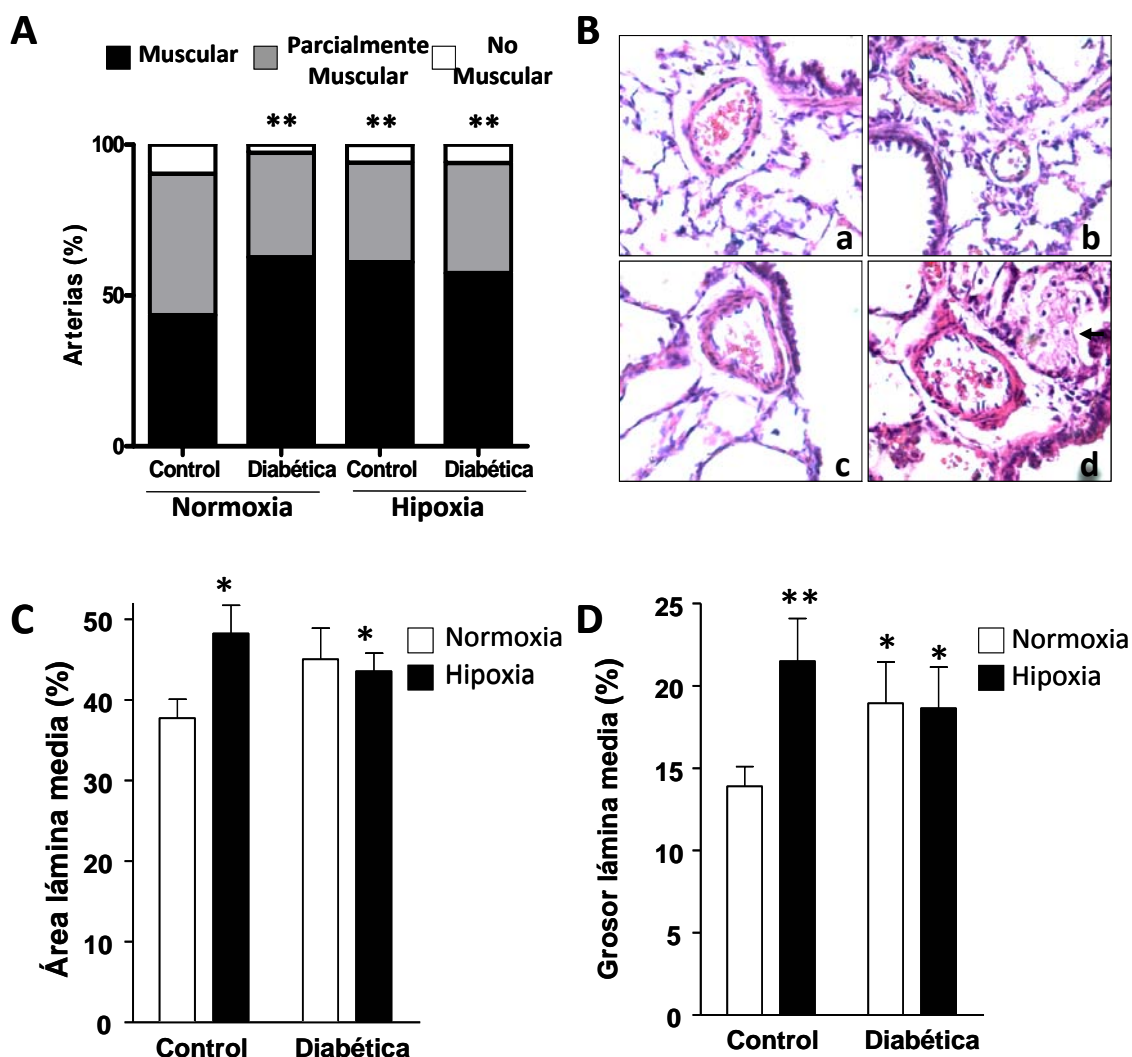 A
Muscular
Parcialmente
Muscular
No
Muscular
** ** **
100
50
0
Arterias (%)
Control Diabética Control Diabética
Normoxia Hipoxia
B
a
b
c
d
C
Área lámina media (%)
50
40
30
20
10
0
*
*
Normoxia
Hipoxia
Control Diabética
D
Grosor lámina media (%)
25
20
15
10
5
0
**
*
*
Normoxia
Hipoxia
Control Diabética